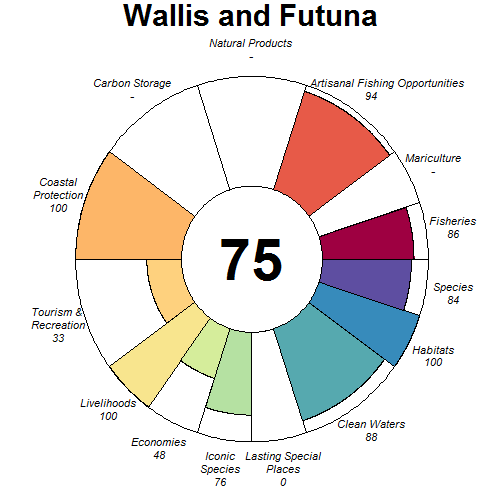 Wallis and Futuna
Natural Products
-
Carbon Storage
-
Artisanal Fishing Opportunities
94
Mariculture
-
Coastal
Protection
100
Fisheries
86
75
Species
84
Tourism &
Recreation
33
Habitats
100
Livelihoods
100
Clean Waters
88
Economies
48
Iconic
Species
76
Lasting Special
Places
0